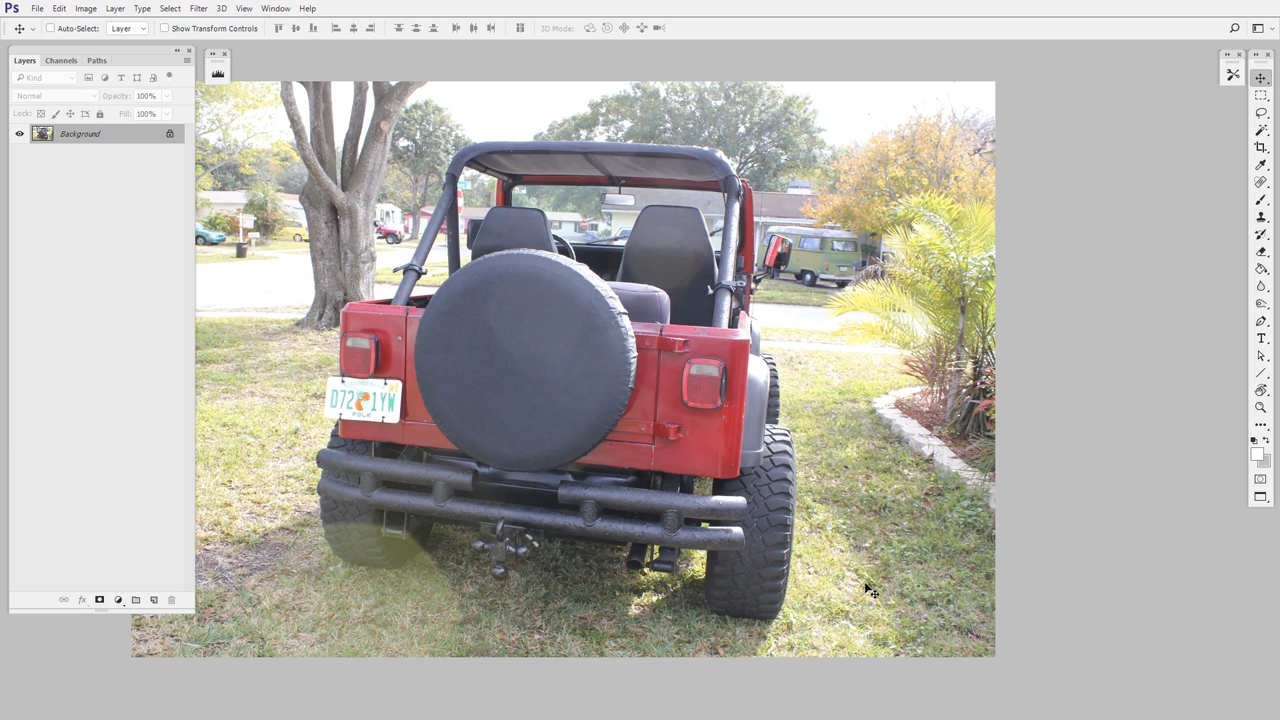 Ps File Edit Image Layer Type Select Filter 3D View Window Help
Auto-Select: Layer Show Transform Controls 3D Mode:
Layers Channels Paths
Kind
Normal Opacity: 100%
Lock: Fill: 100%
Background
fx
D72 1YW
POLK